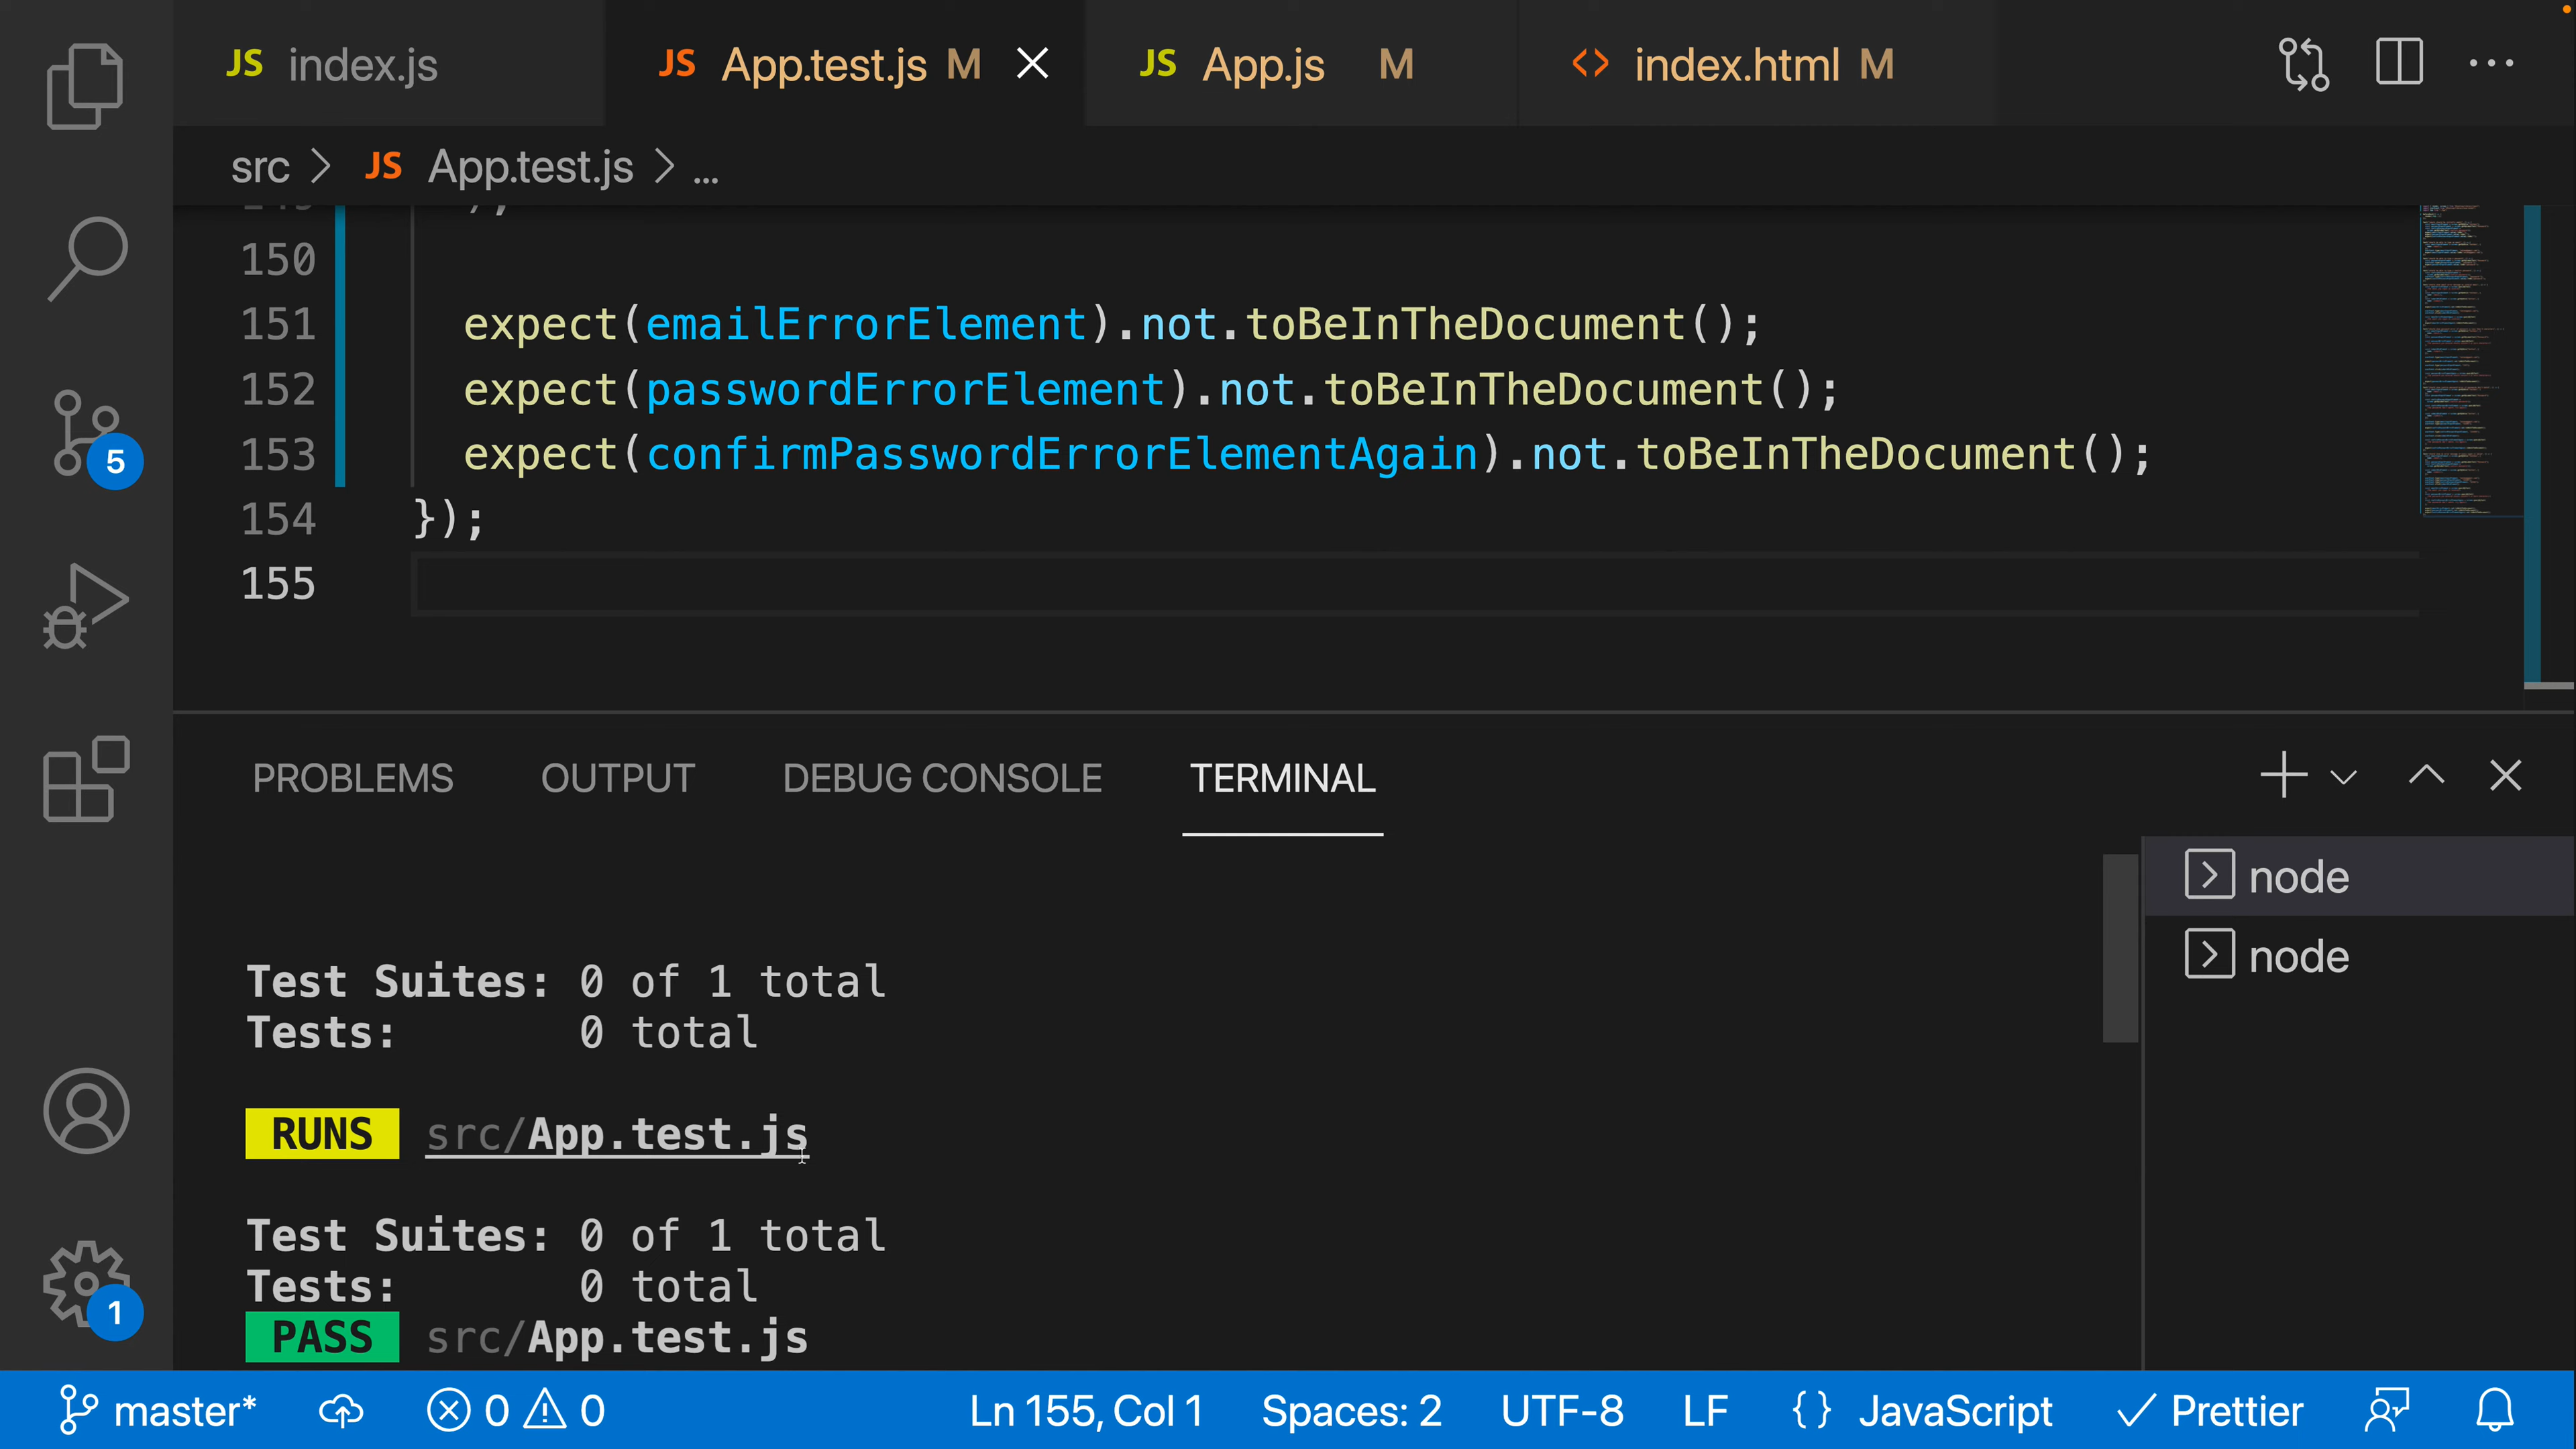 JS index.js
JS App.test.js M
JS App.js M
<> index.html M
src > JS App.test.js > ...
150
151 expect(emailErrorElement).not.toBeInTheDocument();
152 expect(passwordErrorElement).not.toBeInTheDocument();
153 expect(confirmPasswordErrorElementAgain).not.toBeInTheDocument();
154 });
155
5
PROBLEMS OUTPUT DEBUG CONSOLE TERMINAL
node
node
Test Suites: 0 of 1 total
Tests: 0 total
RUNS src/App.test.js
Test Suites: 0 of 1 total
Tests: 0 total
PASS src/App.test.js
1
master* 0 0 Ln 155, Col 1 Spaces: 2 UTF-8 LF {} JavaScript Prettier